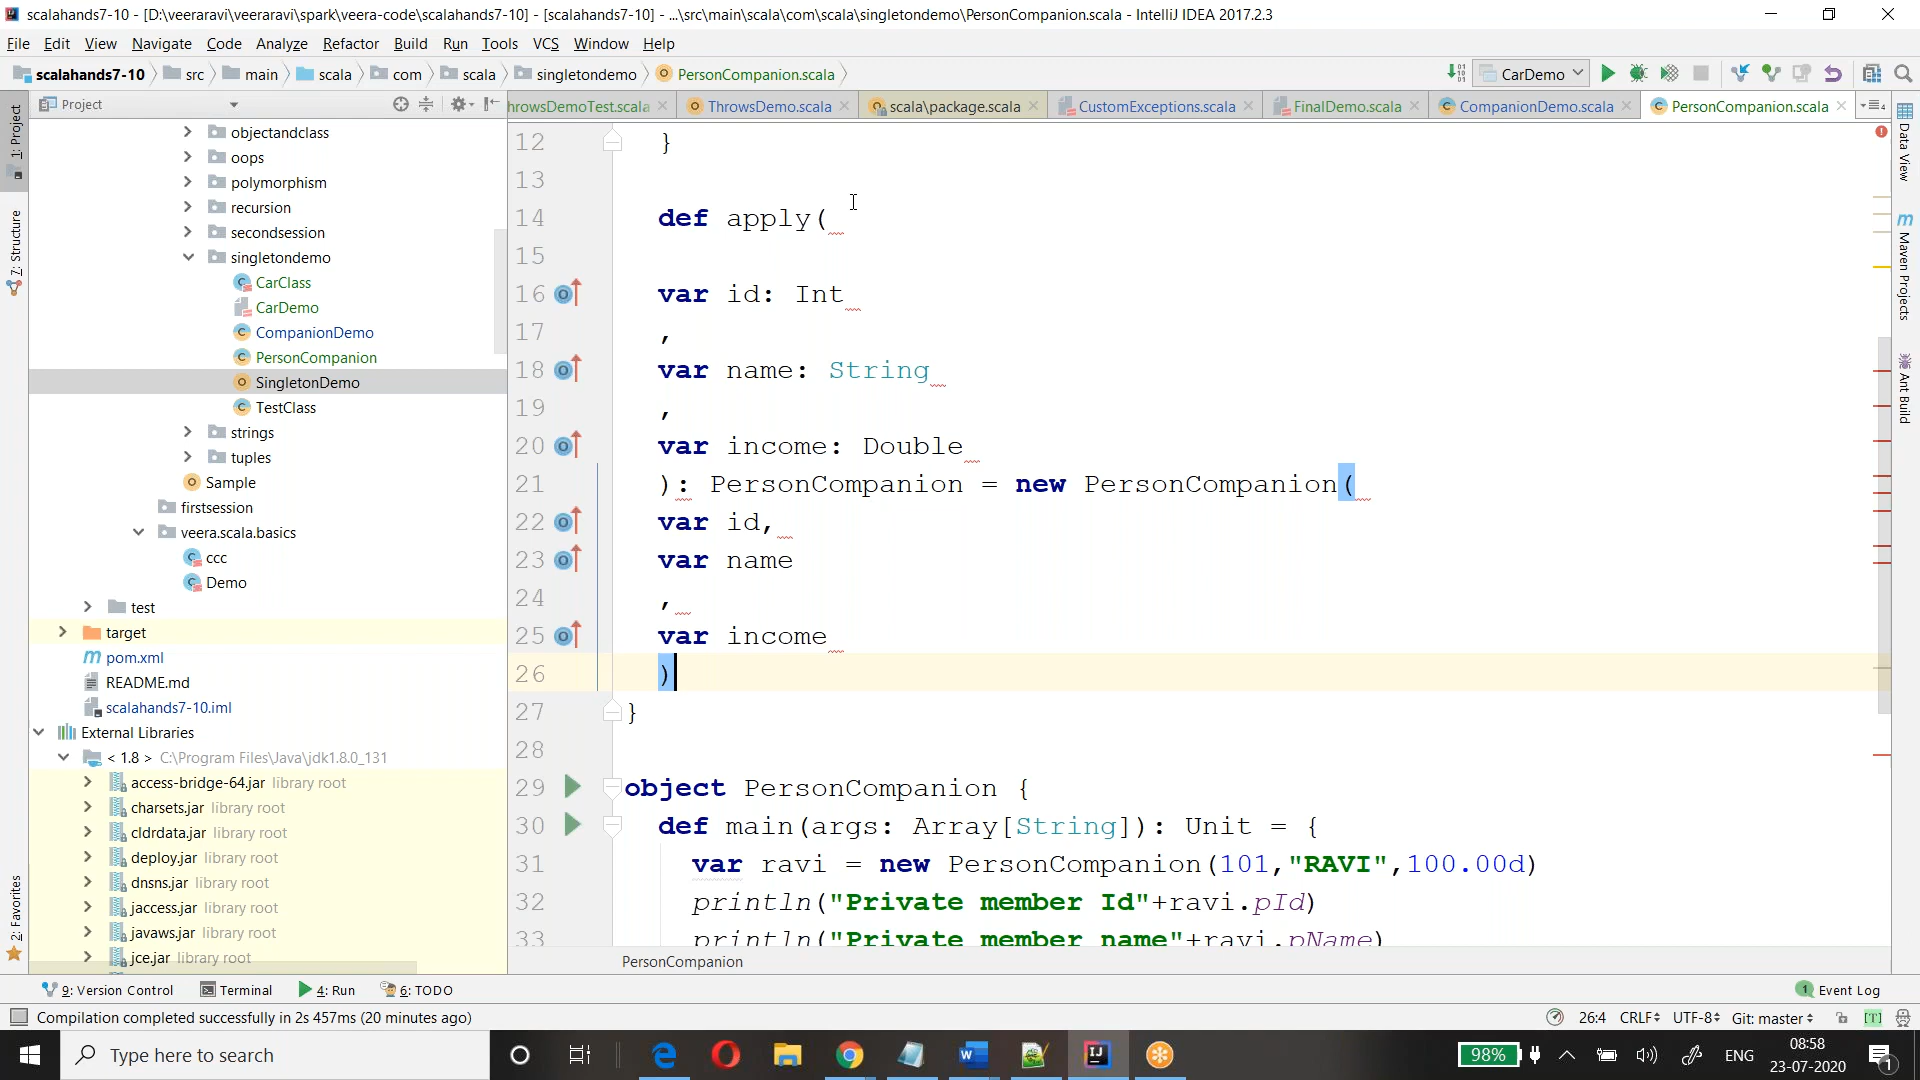 scalahands7-10 - [D:\veeraravi\veeraravi\spark\veera-code\scalahands7-10] - [scalahands7-10] - ...\src\main\scala\com\scala\singletondemo\PersonCompanion.scala - IntelliJ IDEA 2017.2.3
File Edit View Navigate Code Analyze Refactor Build Run Tools VCS Window Help
scalahands7-10 src main scala com scala singletondemo PersonCompanion.scala CarDemo
1: Project
7: Structure
2: Favorites
Project
hrowsDemoTest.scala ThrowsDemo.scala scala\package.scala CustomExceptions.scala FinalDemo.scala CompanionDemo.scala PersonCompanion.scala
objectandclass
oops
polymorphism
recursion
secondsession
singletondemo
CarClass
CarDemo
CompanionDemo
PersonCompanion
SingletonDemo
TestClass
strings
tuples
Sample
firstsession
veera.scala.basics
ccc
Demo
test
target
pom.xml
README.md
scalahands7-10.iml
External Libraries
< 1.8 > C:\Program Files\Java\jdk1.8.0_131
access-bridge-64.jar library root
charsets.jar library root
cldrdata.jar library root
deploy.jar library root
dnsns.jar library root
jaccess.jar library root
javaws.jar library root
jce.jar library root
12 }
13
14 def apply(
15
16 var id: Int
17 ,
18 var name: String
19 ,
20 var income: Double
21 ): PersonCompanion = new PersonCompanion(
22 var id,
23 var name
24 ,
25 var income
26 )
27 }
28
29 object PersonCompanion {
30 def main(args: Array[String]): Unit = {
31 var ravi = new PersonCompanion(101,"RAVI",100.00d)
32 println("Private member Id"+ravi.pId)
33 println("Private member name"+ravi.pName)
PersonCompanion
Data View
Maven Projects
Ant Build
9: Version Control Terminal 4: Run 6: TODO 1 Event Log
Compilation completed successfully in 2s 457ms (20 minutes ago) 26:4 CRLF UTF-8 Git: master [T]
Type here to search 98% ENG 08:58
23-07-2020 1